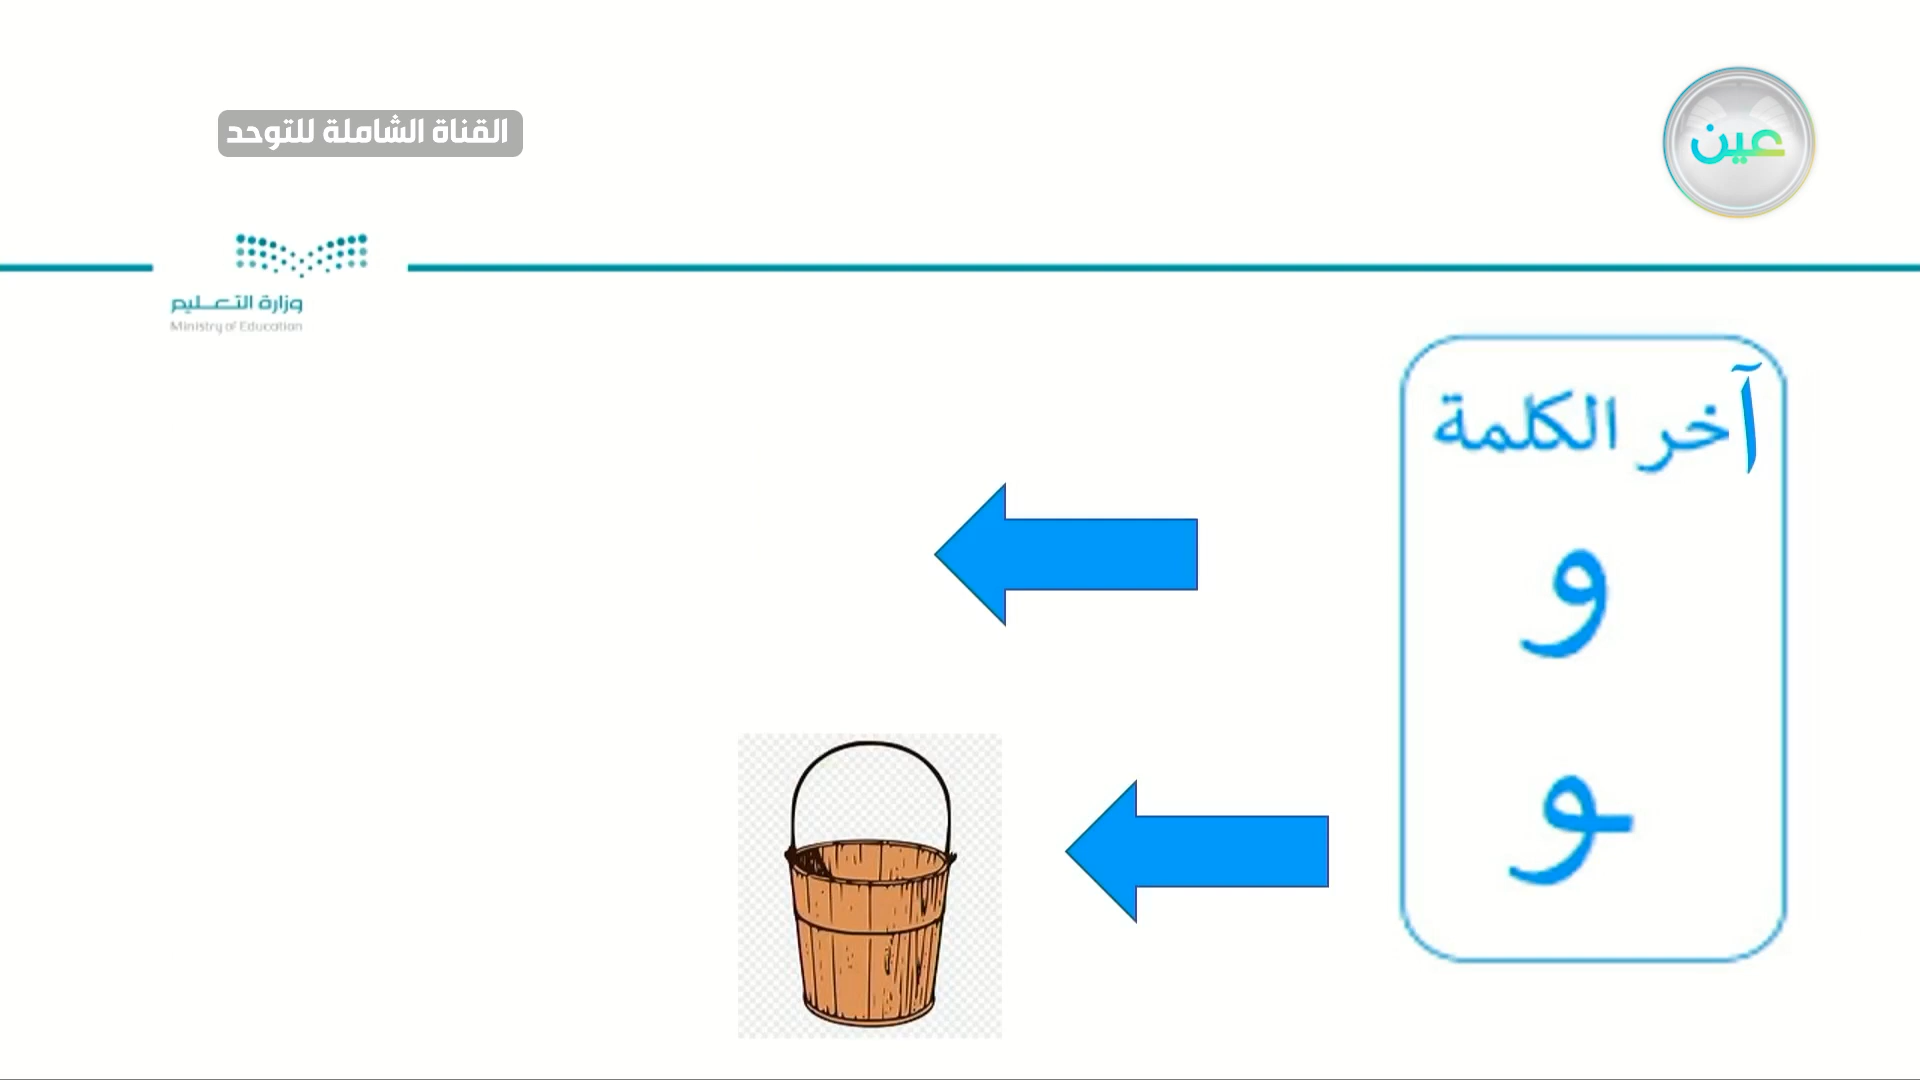 القناة الشاملة للتوحد
عين
وزارة التعليم
Ministry of Education
آخر الكلمة
و
ـو